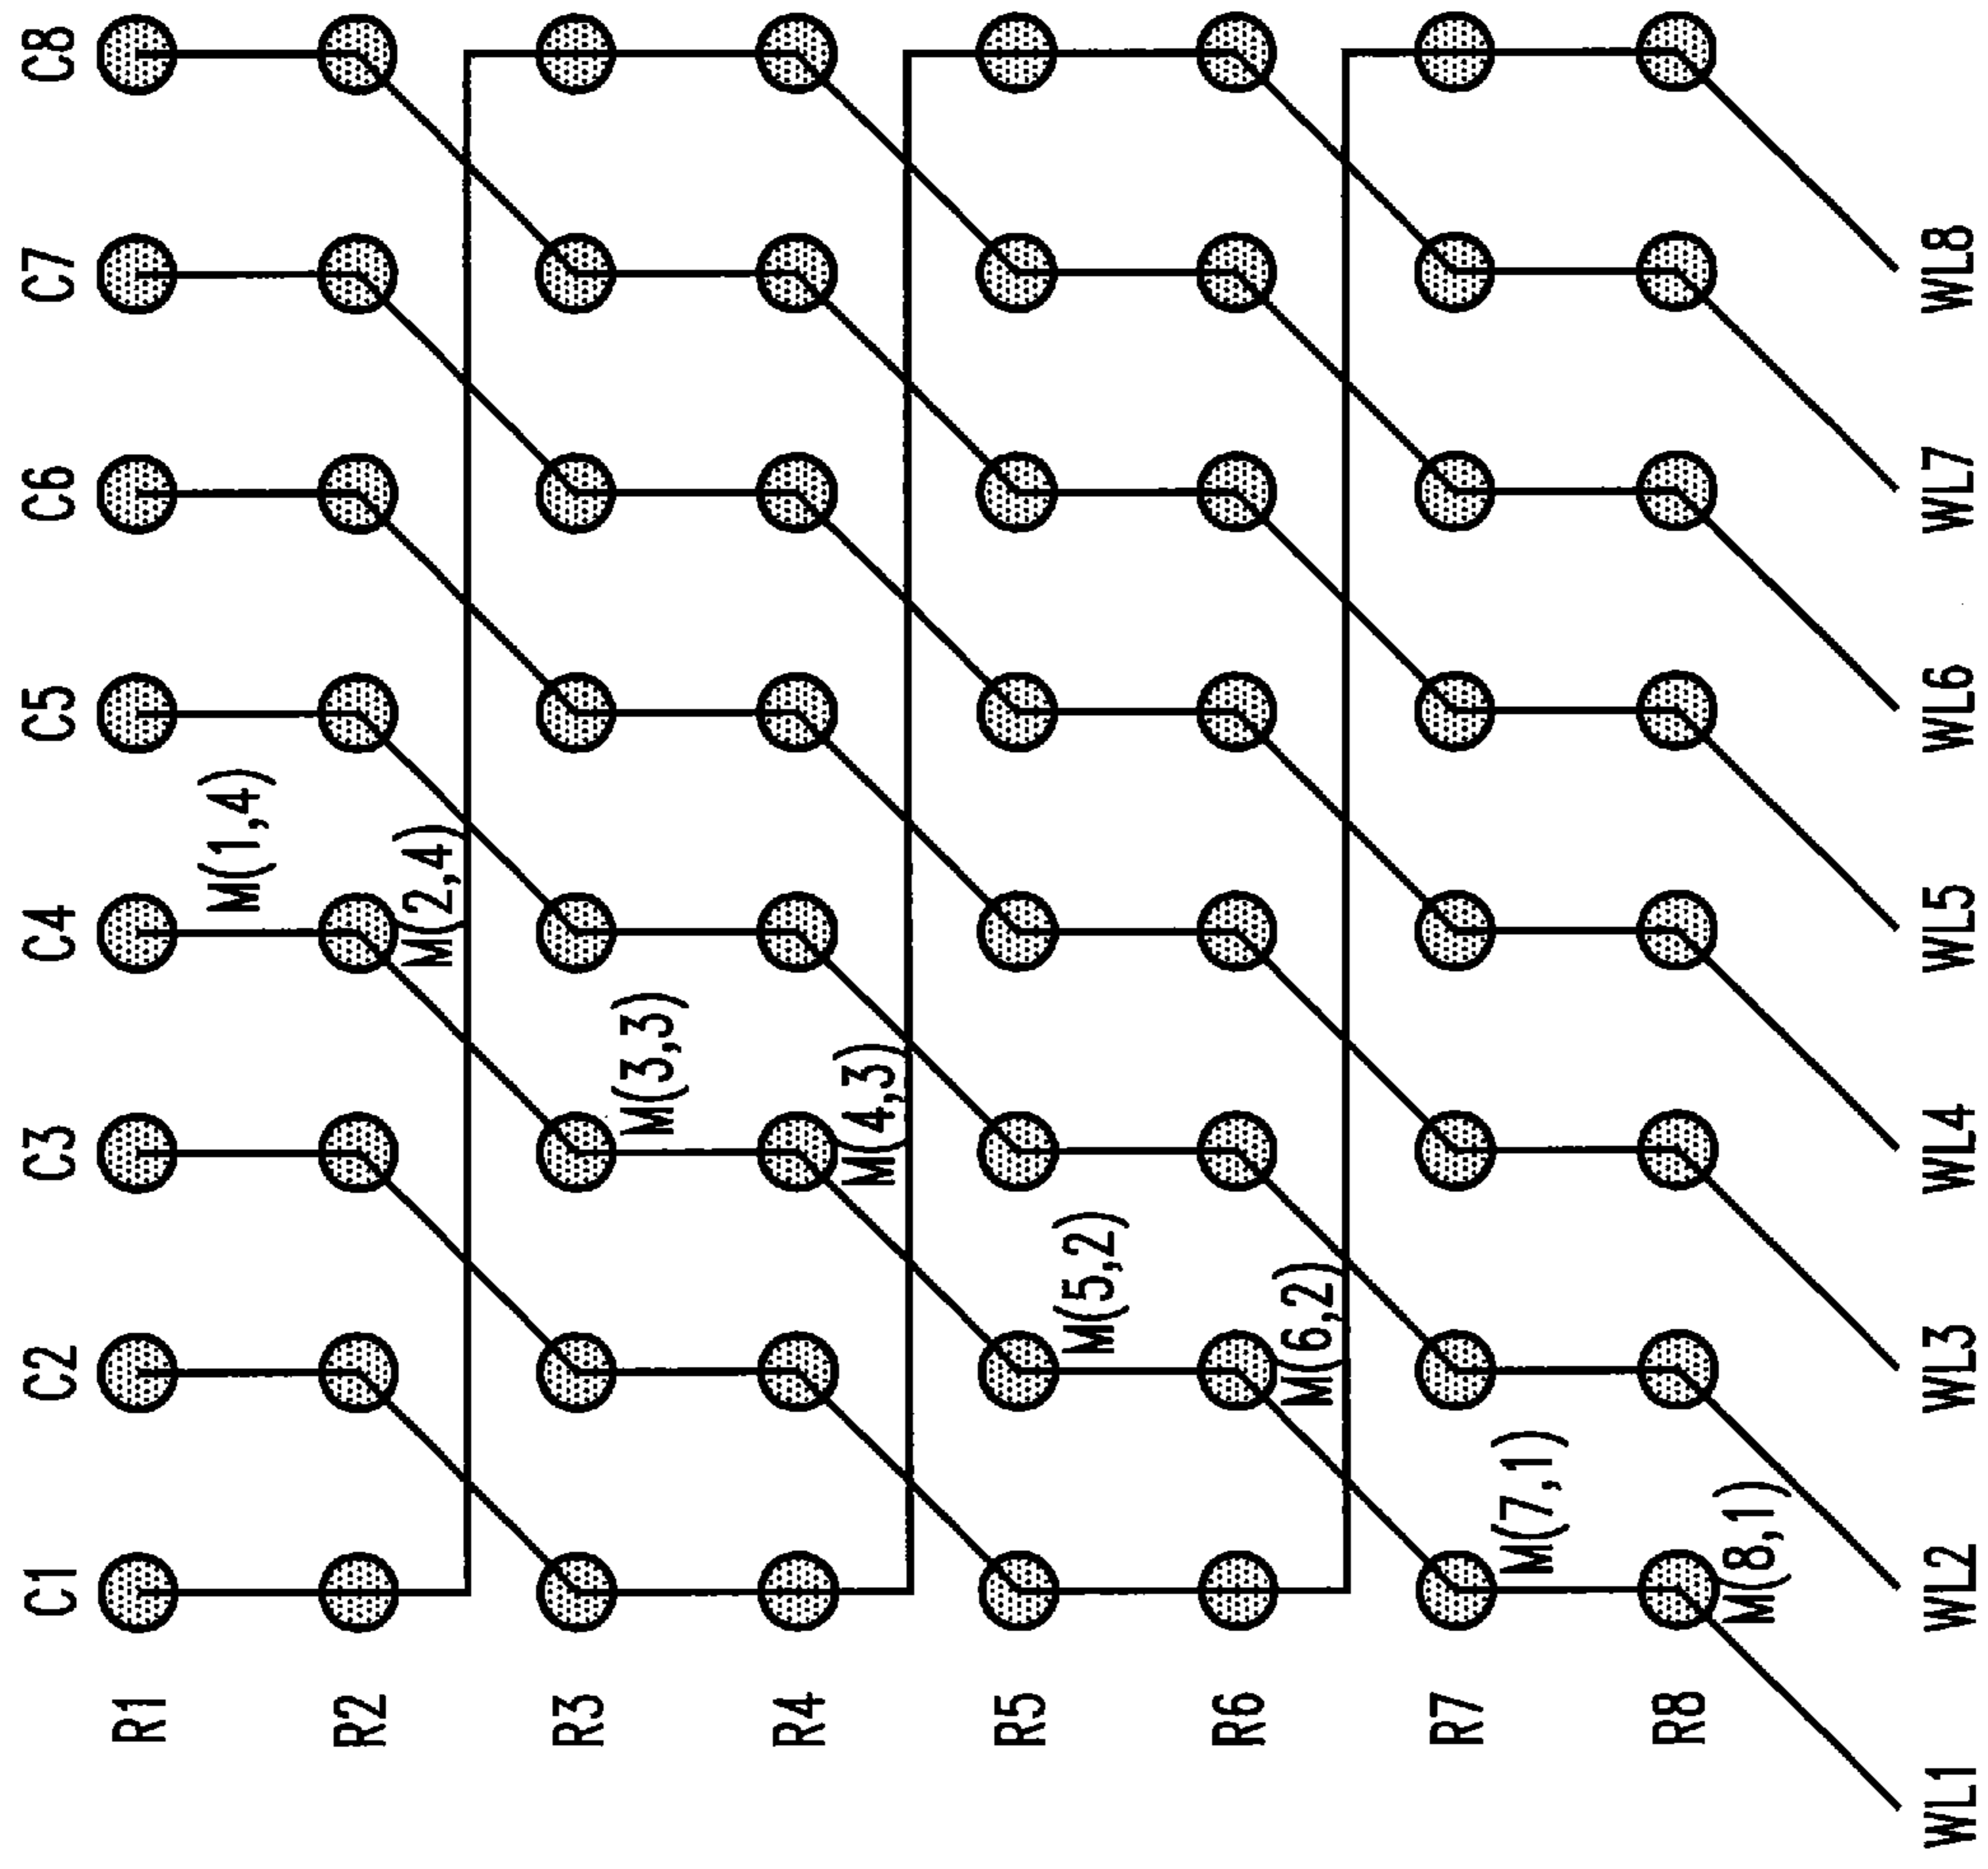 C1 C2 C3 C4 C5 C6 C7 C8
R1
M(1,4)
R2
M(2,4)
R3
M(3,3)
R4
M(4,3)
R5
M(5,2)
R6
M(6,2)
R7
M(7,1)
R8
M(8,1)
WL1 WL2 WL3 WL4 WL5 WL6 WL7 WL8